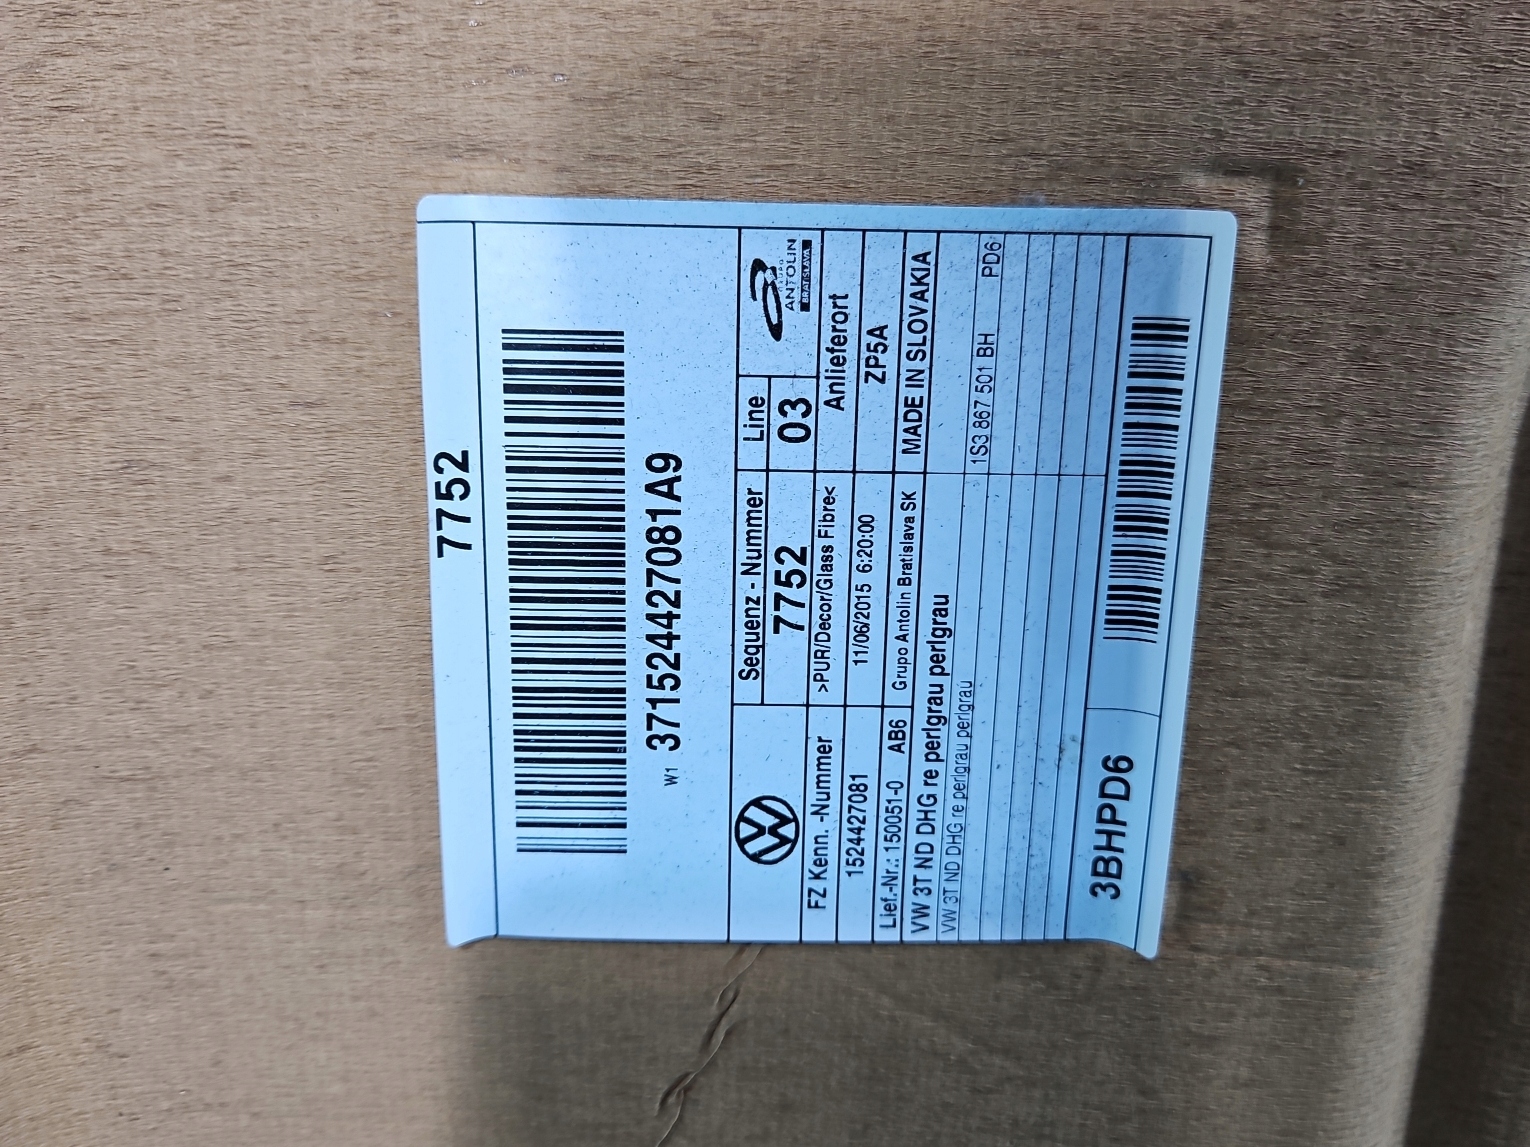 7752
W1 371524427081A9
Sequenz - Nummer
Line
7752
03
GRUPO
ANTOLIN
BRATISLAVA
FZ Kenn. -Nummer
>PUR/Decor/Glass Fibre<
Anlieferort
1524427081
11/06/2015 6:20:00
ZP5A
Lief.-Nr.: 150051-0 AB6
Grupo Antolin Bratislava SK
MADE IN SLOVAKIA
VW 3T ND DHG re perlgrau perlgrau
VW 3T ND DHG re perlgrau perlgrau
1S3 867 501 BH PD6
3BHPD6